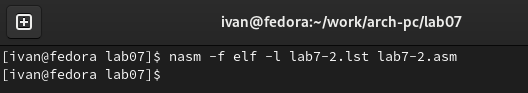 ivan@fedora:~/work/arch-pc/lab07
[ivan@fedora lab07]$ nasm -f elf -l lab7-2.lst lab7-2.asm
[ivan@fedora lab07]$